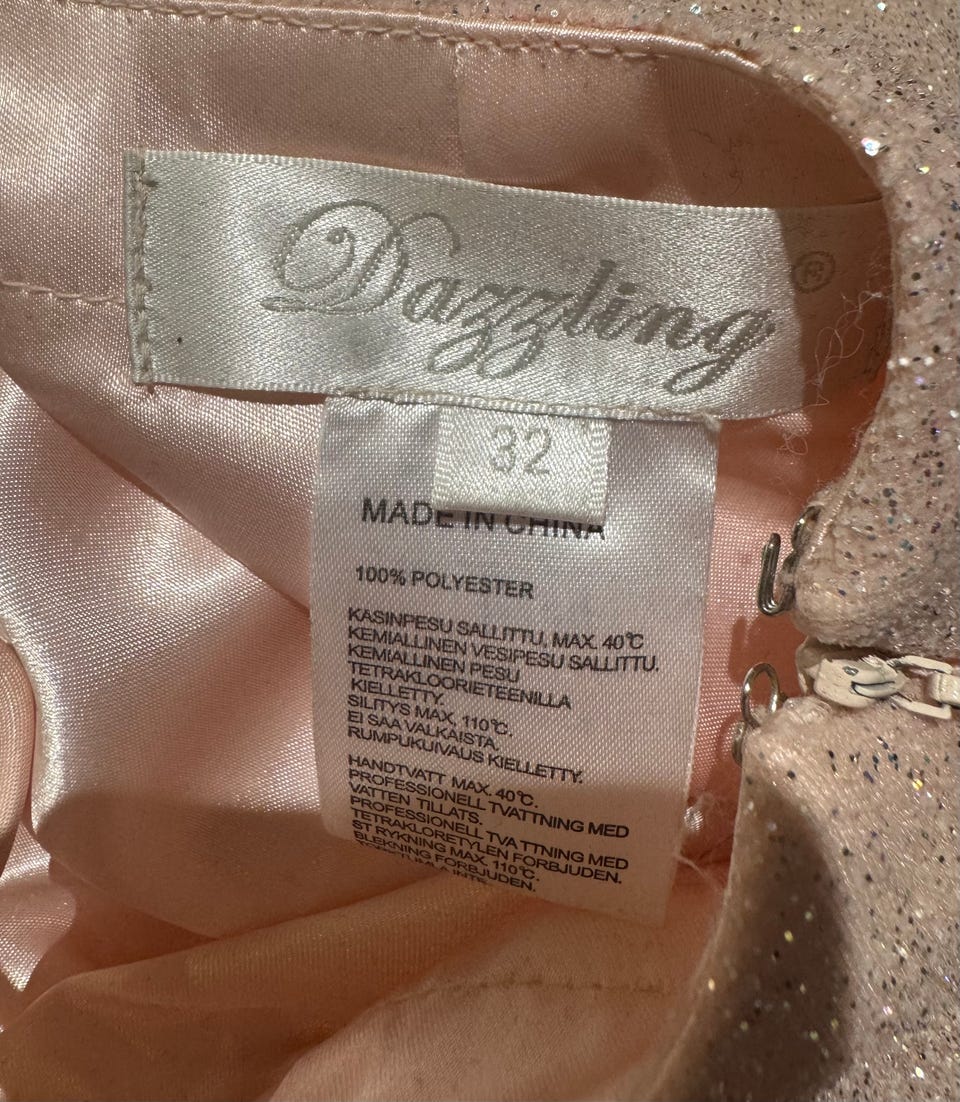 Dazzling ®
32
MADE IN CHINA
100% POLYESTER
KASINPESU SALLITTU, MAX. 40℃
KEMIALLINEN VESIPESU SALLITTU.
KEMIALLINEN PESU
TETRAKLOORIETEENILLA
KIELLETTY.
SILITYS MAX, 110℃.
EI SAA VALKAISTA.
RUMPUKUIVAUS KIELLETTY.
HANDTVATT MAX. 40℃.
PROFESSIONELL TVATTNING MED
VATTEN TILLATS.
PROFESSIONELL TVA TTNING MED
TETRAKLORETYLEN FORBJUDEN.
ST RYKNING MAX. 110℃.
BLEKNING FORBJUDEN.